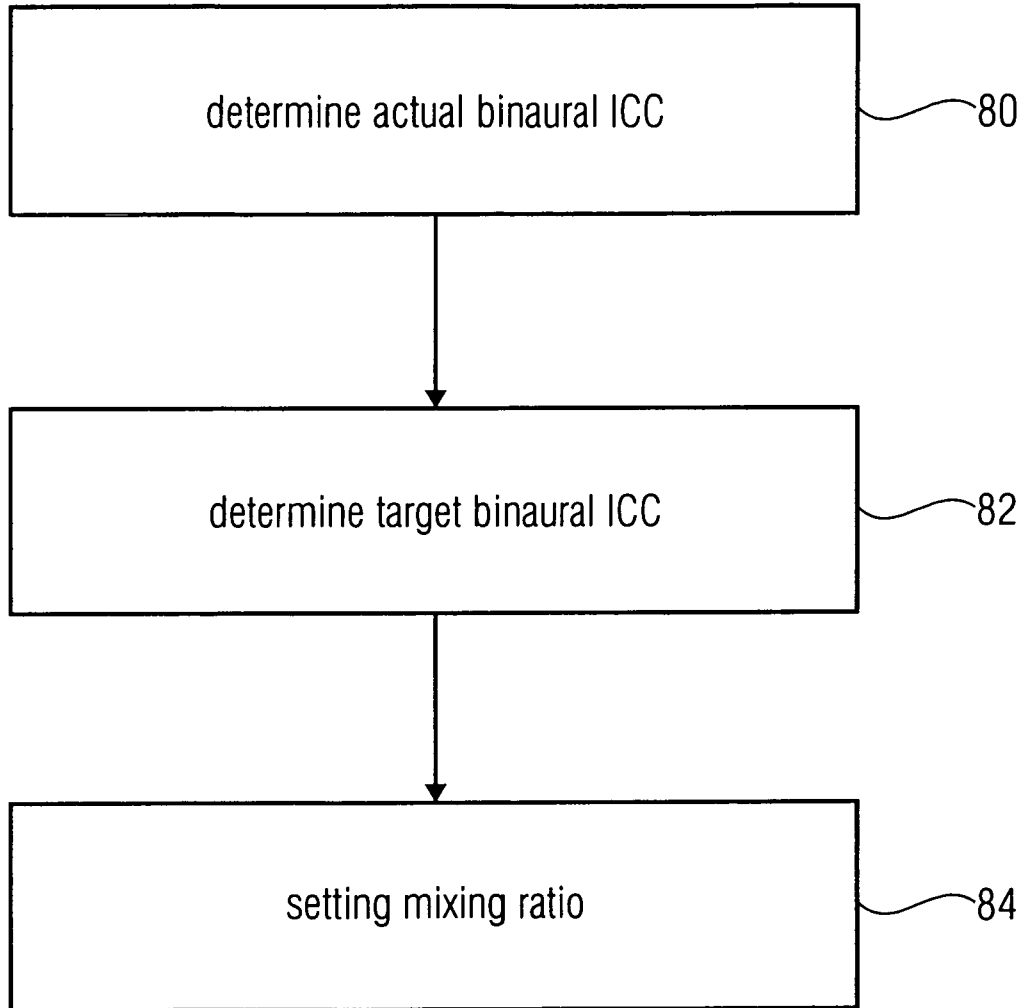 determine actual binaural ICC
80
determine target binaural ICC
82
setting mixing ratio
84